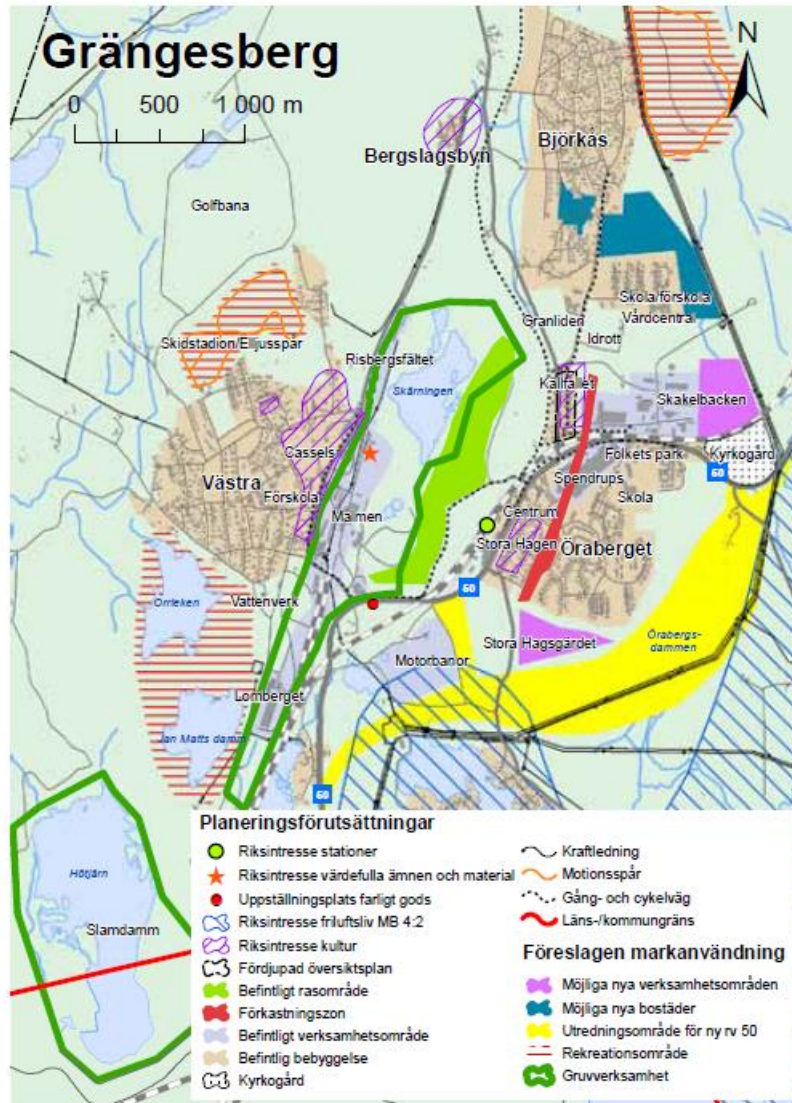 Grängesberg
0 500 1 000 m
N
Bergslagsbyn
Björkås
Golfbana
Skola/förskola
Vårdcentral
Granliden
Idrott
Skidstadion/Elljusspår
Risbergsfältet
Skärningen
Källfallet
Skakelbacken
Cassels
Folkets park
Kyrkogård
60
Västra
Förskola
Spendrups
Skola
Malmen
Centrum
Stora Hagen
Öraberget
Orrleken
Vattenverk
60
Stora Hagsgärdet
Örabergs-
dammen
Motorbanor
Lomberget
Jan Matts damm
60
Hötjärn
Slamdamm
Planeringsförutsättningar
Riksintresse stationer
Riksintresse värdefulla ämnen och material
Uppställningsplats farligt gods
Riksintresse friluftsliv MB 4:2
Riksintresse kultur
Fördjupad översiktsplan
Befintligt rasområde
Förkastningszon
Befintligt verksamhetsområde
Befintlig bebyggelse
Kyrkogård
Kraftledning
Motionsspår
Gång- och cykelväg
Läns-/kommungräns
Föreslagen markanvändning
Möjliga nya verksamhetsområden
Möjliga nya bostäder
Utredningsområde för ny rv 50
Rekreationsområde
Gruvverksamhet